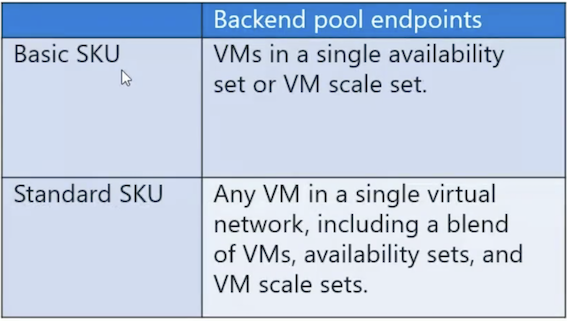 Backend pool endpoints
Basic SKU
VMs in a single availability
set or VM scale set.
Standard SKU
Any VM in a single virtual
network, including a blend
of VMs, availability sets, and
VM scale sets.